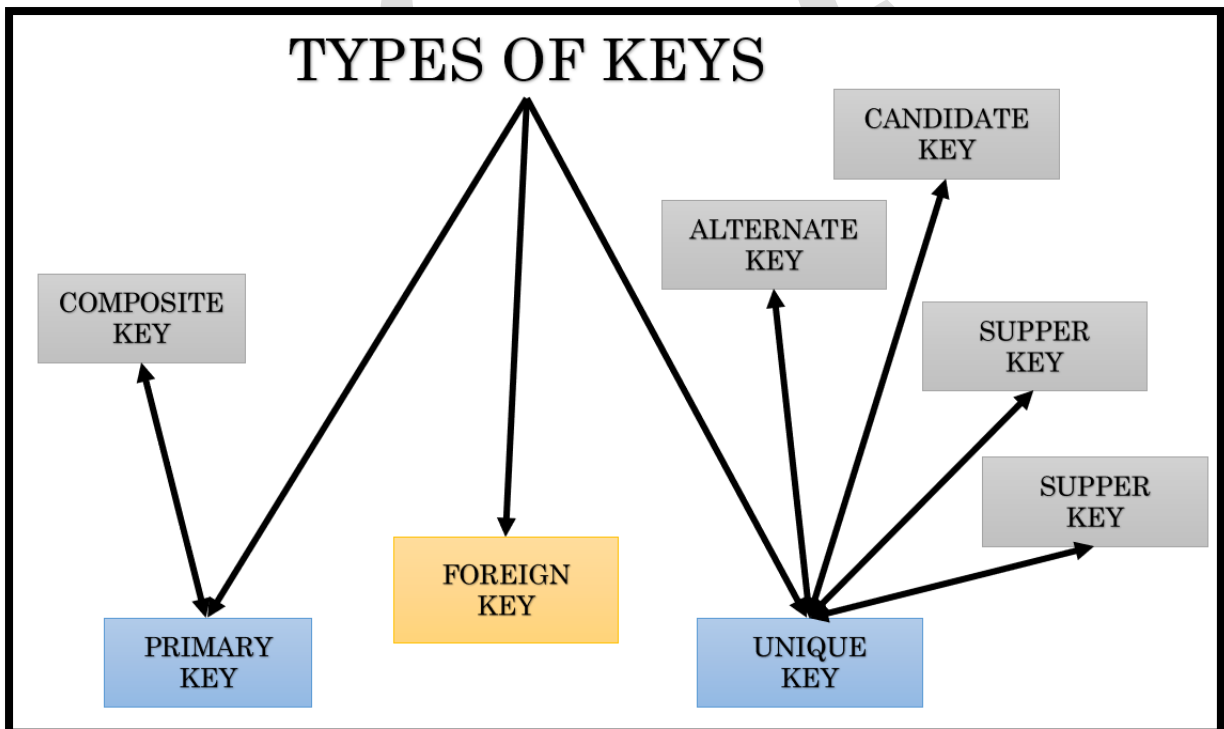 TYPES OF KEYS
CANDIDATE
KEY
ALTERNATE
KEY
COMPOSITE
KEY
SUPPER
KEY
SUPPER
KEY
FOREIGN
KEY
PRIMARY
KEY
UNIQUE
KEY